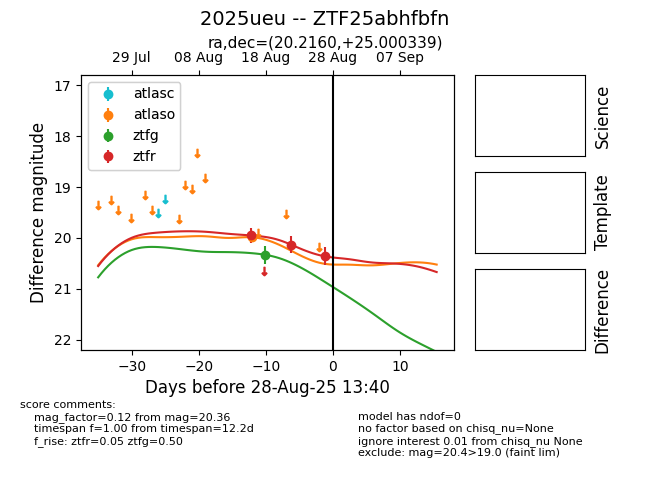 2025ueu -- ZTF25abhfbfn
ra,dec=(20.2160,+25.000339)
29 Jul 08 Aug 18 Aug 28 Aug 07 Sep
atlasc
atlaso
ztfg
ztfr
17
18
19
20
21
22
Difference magnitude
−30 −20 −10 0 10
Days before 28-Aug-25 13:40
Science
Template
Difference
score comments:
mag_factor=0.12 from mag=20.36
timespan f=1.00 from timespan=12.2d
f_rise: ztfr=0.05 ztfg=0.50
model has ndof=0
no factor based on chisq_nu=None
ignore interest 0.01 from chisq_nu None
exclude: mag=20.4>19.0 (faint lim)